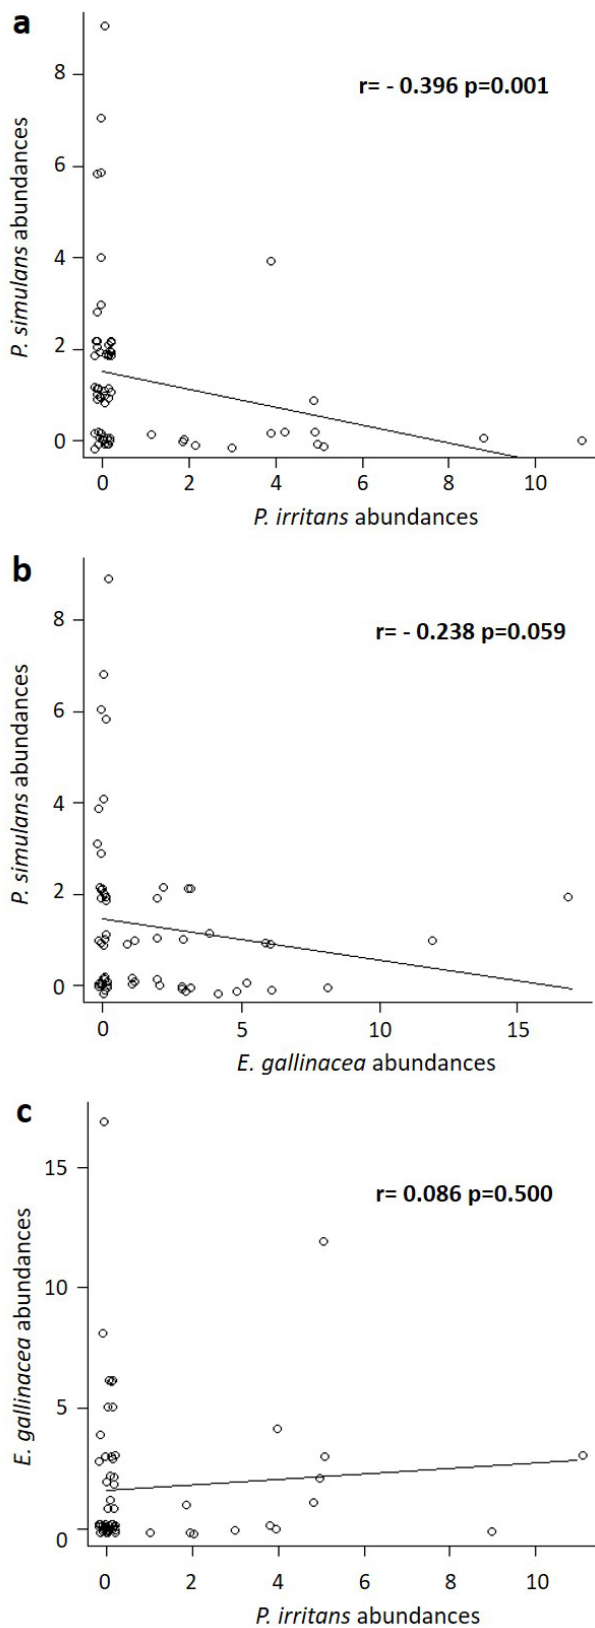 a
r= - 0.396 p=0.001
8
6
4
2
0
P. simulans abundances
0 2 4 6 8 10
P. irritans abundances
b
r= - 0.238 p=0.059
8
6
4
2
0
P. simulans abundances
0 5 10 15
E. gallinacea abundances
c
r= 0.086 p=0.500
15
10
5
0
E. gallinacea abundances
0 2 4 6 8 10
P. irritans abundances